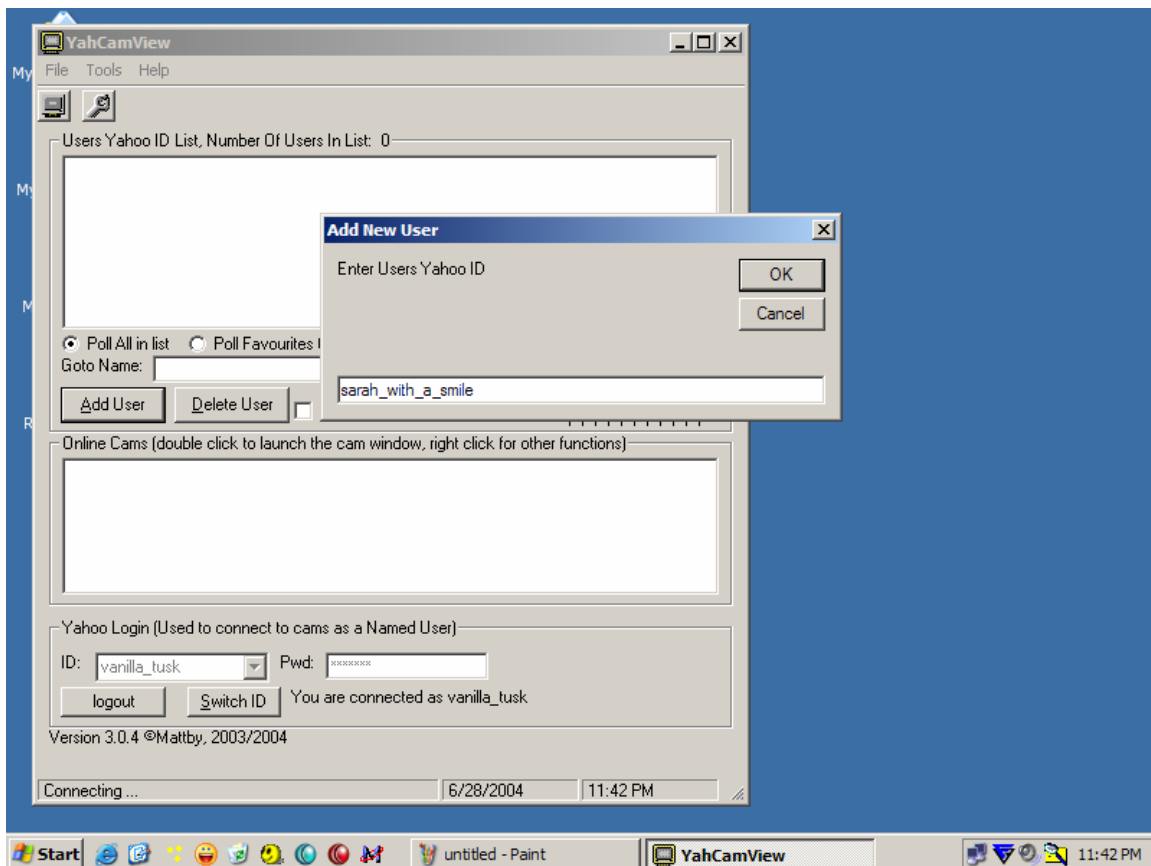 YahCamView
File Tools Help
My
Users Yahoo ID List, Number Of Users In List: 0
My
Add New User
Enter Users Yahoo ID
OK
Cancel
sarah_with_a_smile
M
Poll All in list Poll Favourites
Goto Name:
Add User Delete User
R
Online Cams (double click to launch the cam window, right click for other functions)
Yahoo Login (Used to connect to cams as a Named User)
ID: vanilla_tusk Pwd: ×××××××
logout Switch ID You are connected as vanilla_tusk
Version 3.0.4 ©Mattby, 2003/2004
Connecting ... 6/28/2004 11:42 PM
Start untitled - Paint YahCamView 11:42 PM